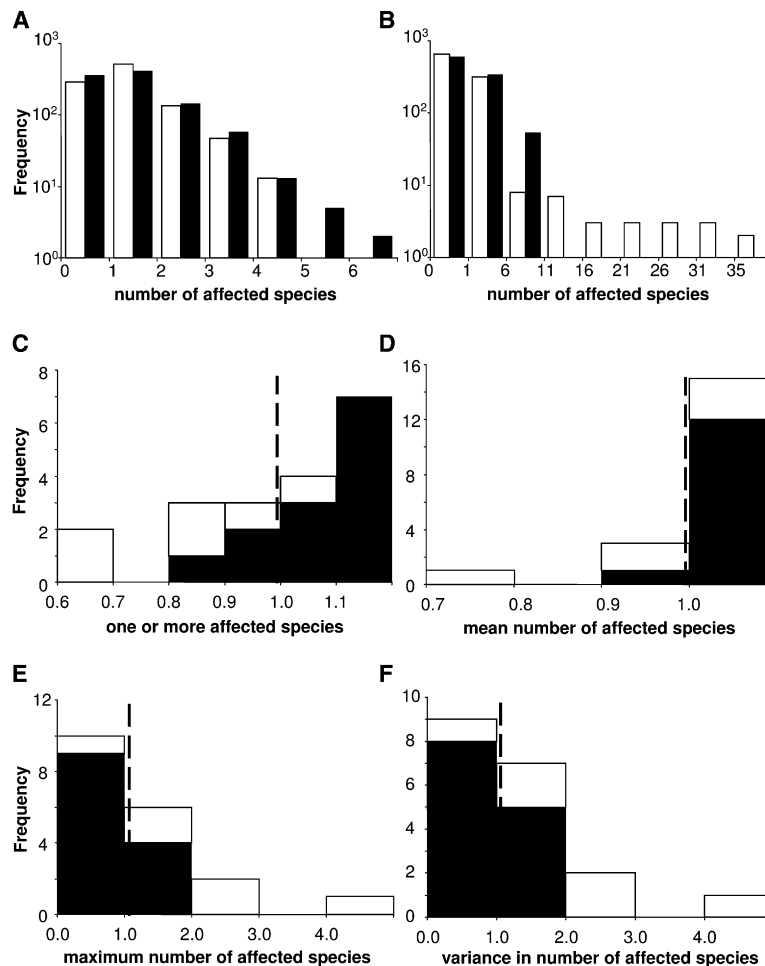 A
B
10³
10²
10¹
10⁰
Frequency
0 1 2 3 4 5 6
number of affected species
10³
10²
10¹
10⁰
0 1 6 11 16 21 26 31 35
number of affected species
C
D
8
6
4
2
0
Frequency
0.6 0.7 0.8 0.9 1.0 1.1
one or more affected species
16
12
8
4
0
0.7 0.8 0.9 1.0
mean number of affected species
E
F
12
8
4
0
Frequency
0.0 1.0 2.0 3.0 4.0
maximum number of affected species
10
8
6
4
2
0
0.0 1.0 2.0 3.0 4.0
variance in number of affected species